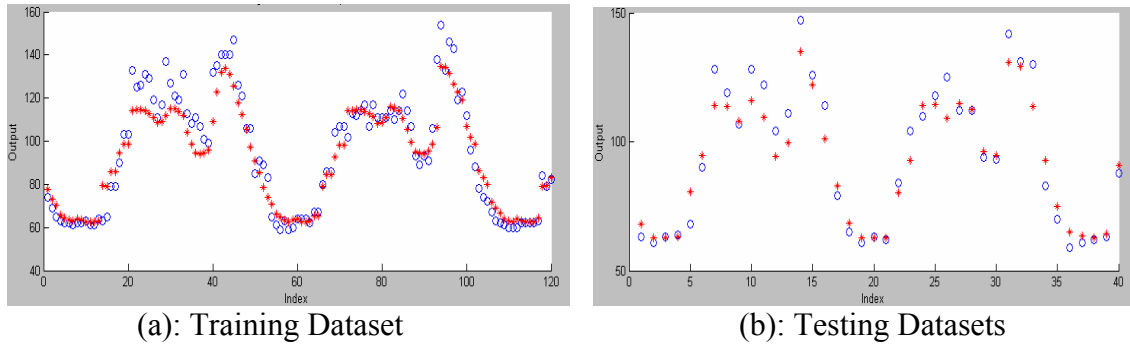 160
140
120
100
80
60
40
Output
0 20 40 60 80 100 120
Index
(a): Training Dataset
150
100
50
Output
0 5 10 15 20 25 30 35 40
Index
(b): Testing Datasets